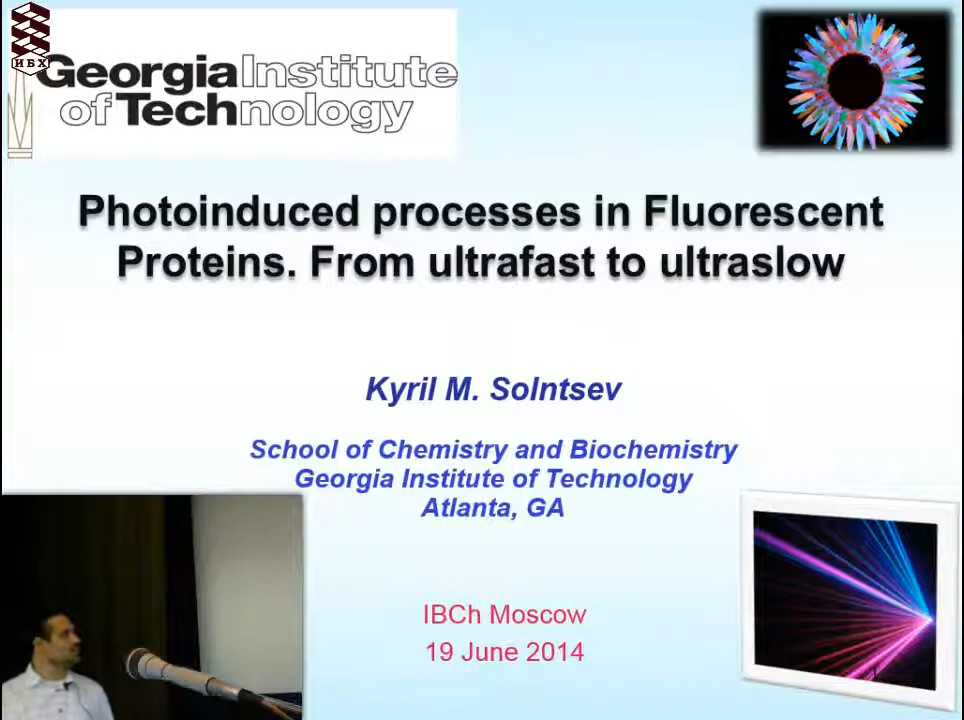 ИБХ
Georgia Institute
of Technology
Photoinduced processes in Fluorescent
Proteins. From ultrafast to ultraslow
Kyril M. Solntsev
School of Chemistry and Biochemistry
Georgia Institute of Technology
Atlanta, GA
IBCh Moscow
19 June 2014